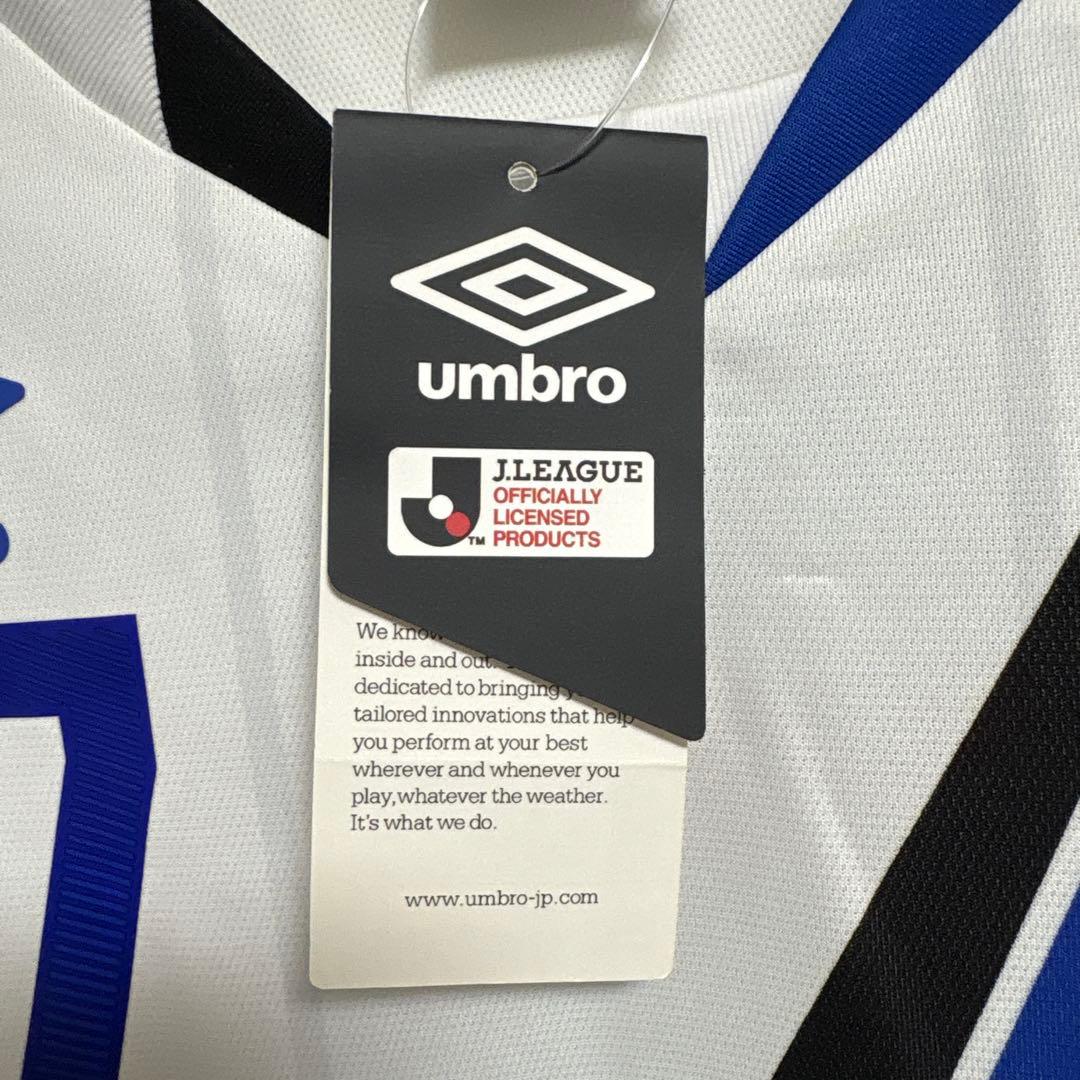 umbro
J.LEAGUE
OFFICIALLY
LICENSED
PRODUCTS
TM
We know
inside and out.
dedicated to bringing
tailored innovations that help
you perform at your best
wherever and whenever you
play,whatever the weather.
It's what we do.
www.umbro-jp.com